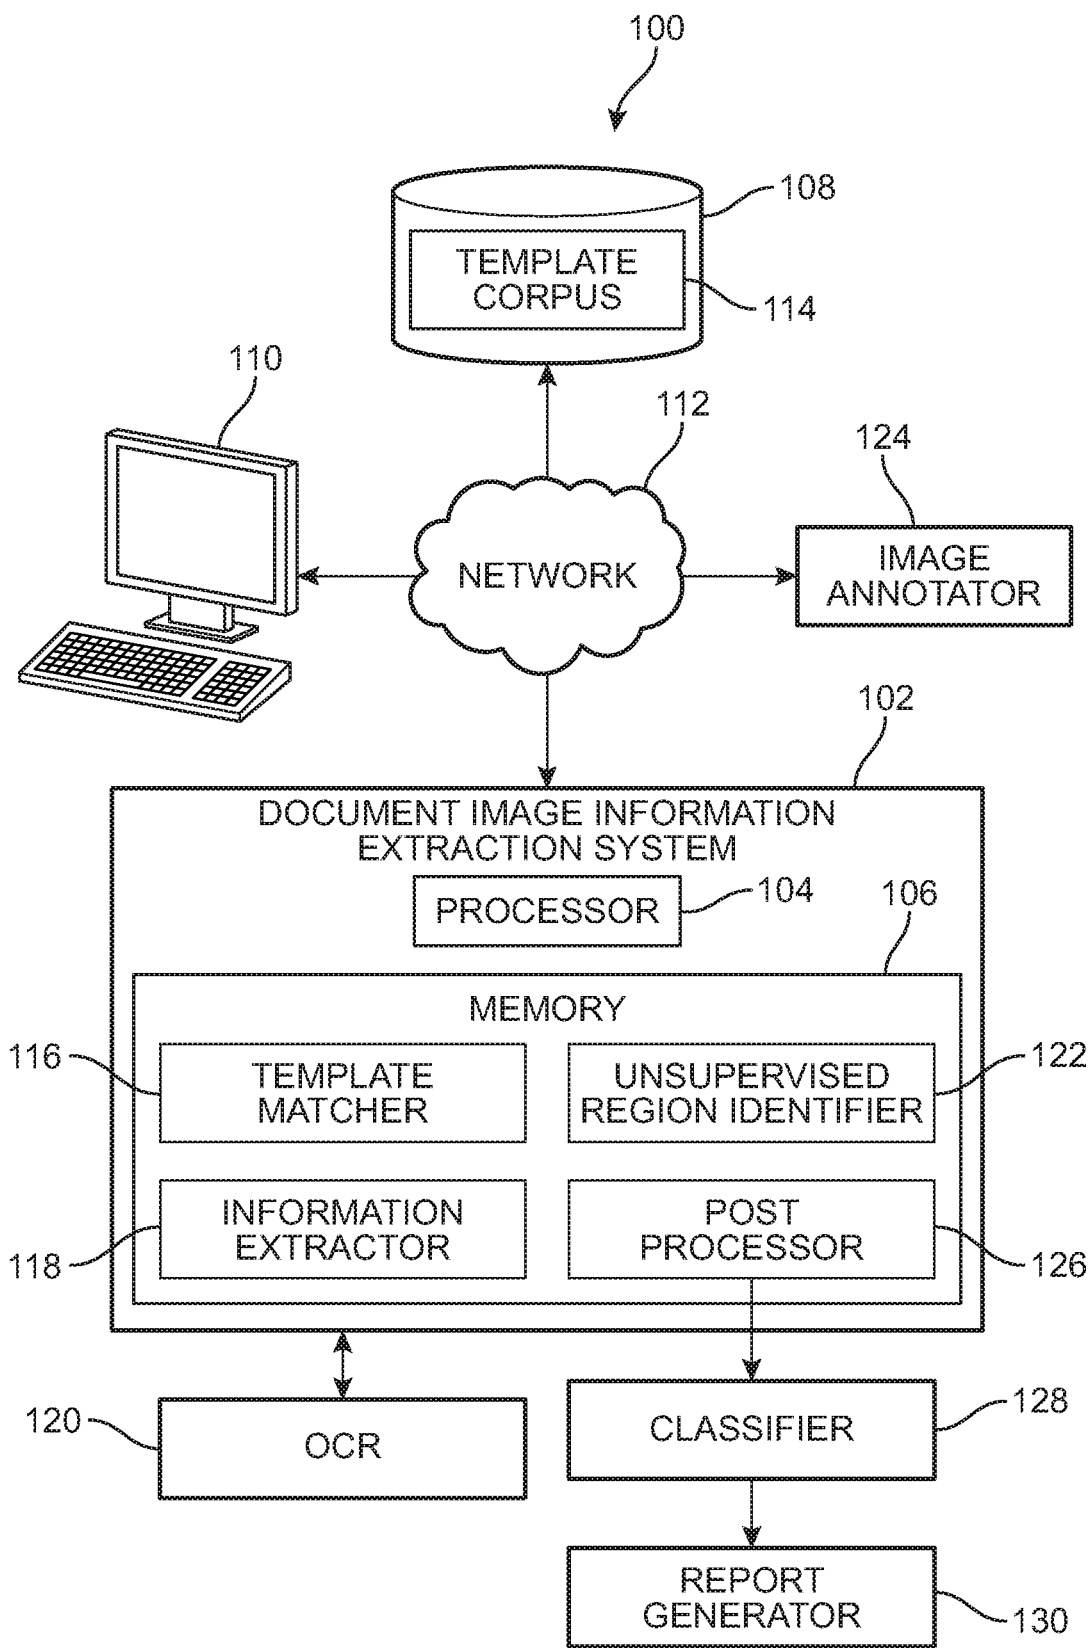 100
108
TEMPLATE
CORPUS
114
110
112
124
NETWORK
IMAGE
ANNOTATOR
102
DOCUMENT IMAGE INFORMATION
EXTRACTION SYSTEM
PROCESSOR
104
106
MEMORY
116
TEMPLATE
MATCHER
UNSUPERVISED
REGION IDENTIFIER
122
118
INFORMATION
EXTRACTOR
POST
PROCESSOR
126
120
OCR
CLASSIFIER
128
REPORT
GENERATOR
130